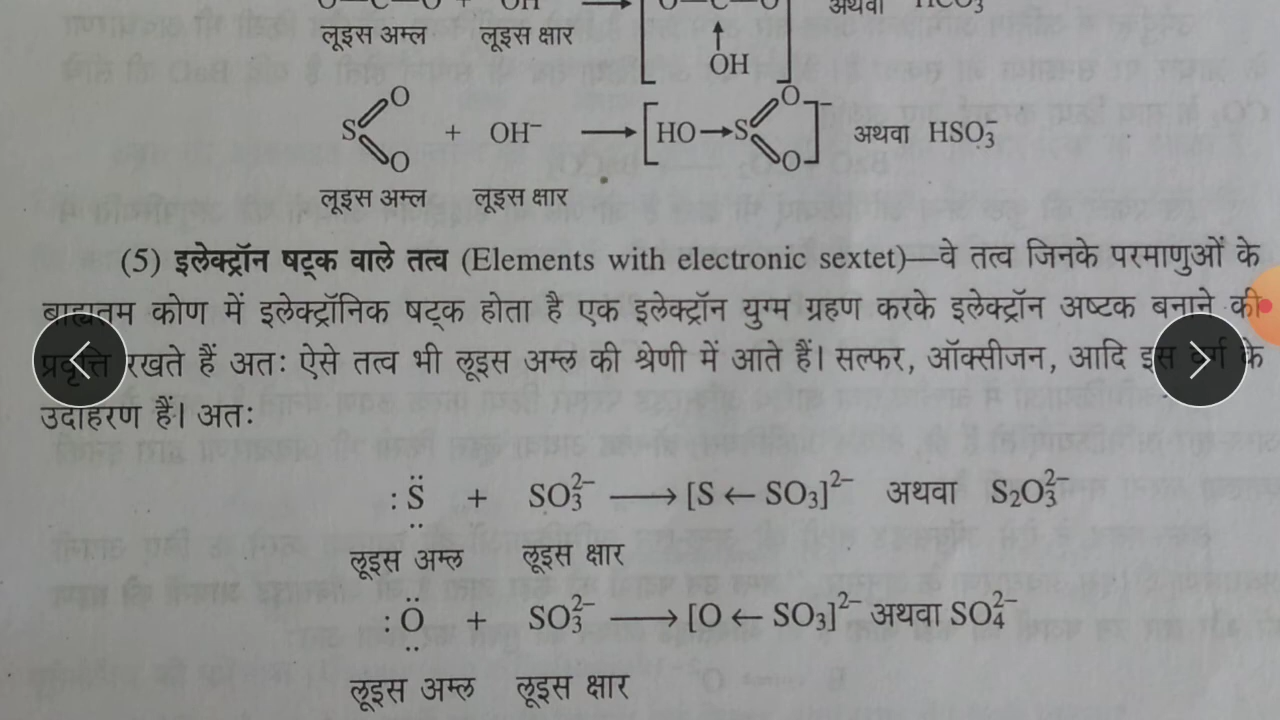 O—C—O + OH ⟶ [O—C—O] अथवा HCO₃
लूइस अम्ल लूइस क्षार ↑
OH
S O O + OH⁻ ⟶ [HO→S O O]⁻ अथवा HSO₃⁻
लूइस अम्ल लूइस क्षार
(5) इलेक्ट्रॉन षट्क वाले तत्व (Elements with electronic sextet)—वे तत्व जिनके परमाणुओं के
बाह्यतम कोण में इलेक्ट्रॉनिक षट्क होता है एक इलेक्ट्रॉन युग्म ग्रहण करके इलेक्ट्रॉन अष्टक बनाने की
प्रवृत्ति रखते हैं अतः ऐसे तत्व भी लूइस अम्ल की श्रेणी में आते हैं। सल्फर, ऑक्सीजन, आदि इस वर्ग के
उदाहरण हैं। अतः
:S̈ + SO₃²⁻ ⟶ [S ← SO₃]²⁻ अथवा S₂O₃²⁻
लूइस अम्ल लूइस क्षार
:Ö + SO₃²⁻ ⟶ [O ← SO₃]²⁻ अथवा SO₄²⁻
लूइस अम्ल लूइस क्षार